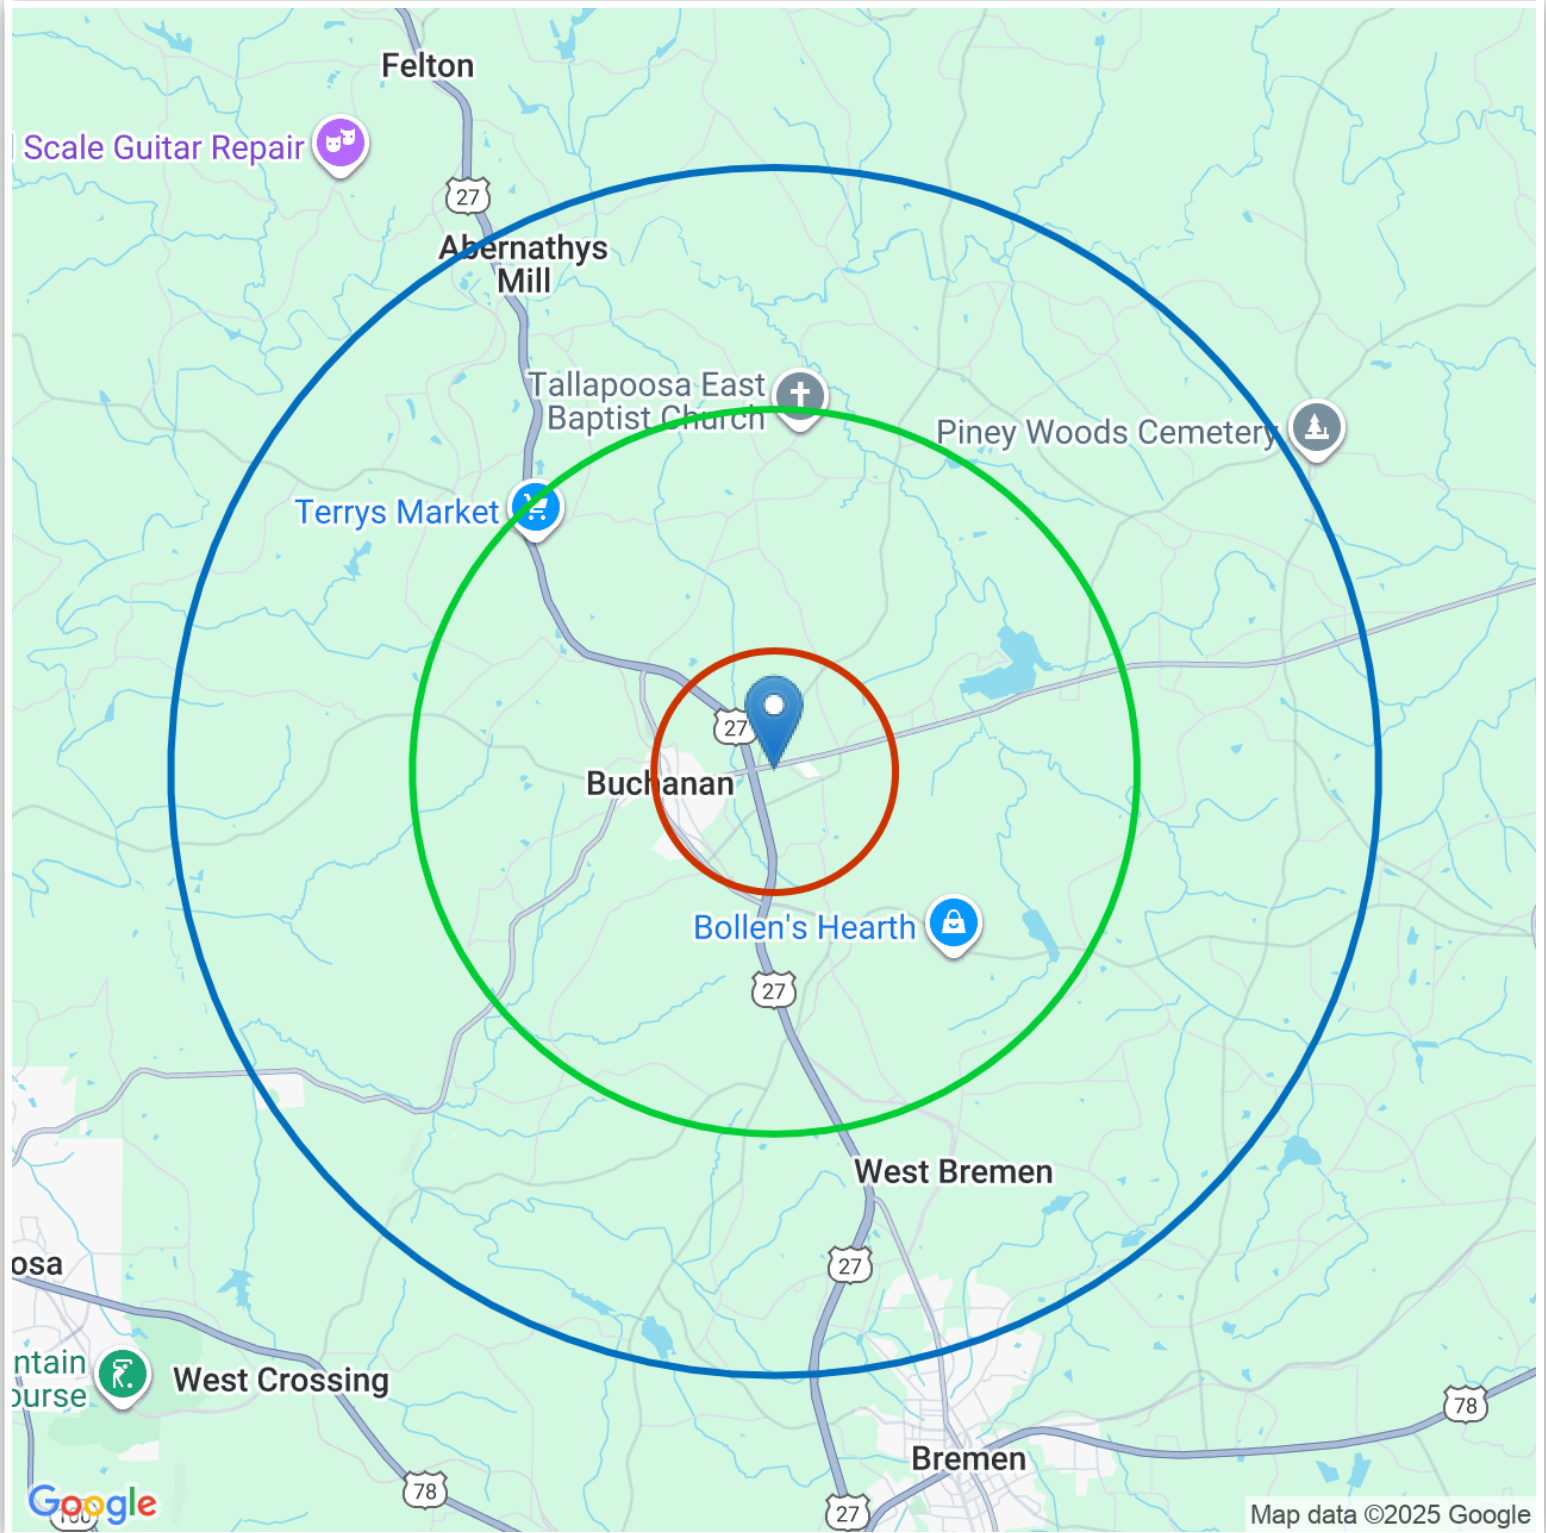 Felton
Scale Guitar Repair
27
Abernathys
Mill
Tallapoosa East
Baptist Church
Piney Woods Cemetery
Terrys Market
27
Buchanan
Bollen's Hearth
27
West Bremen
osa
27
ntain
ourse
West Crossing
78
Bremen
78
27
Google
Map data ©2025 Google